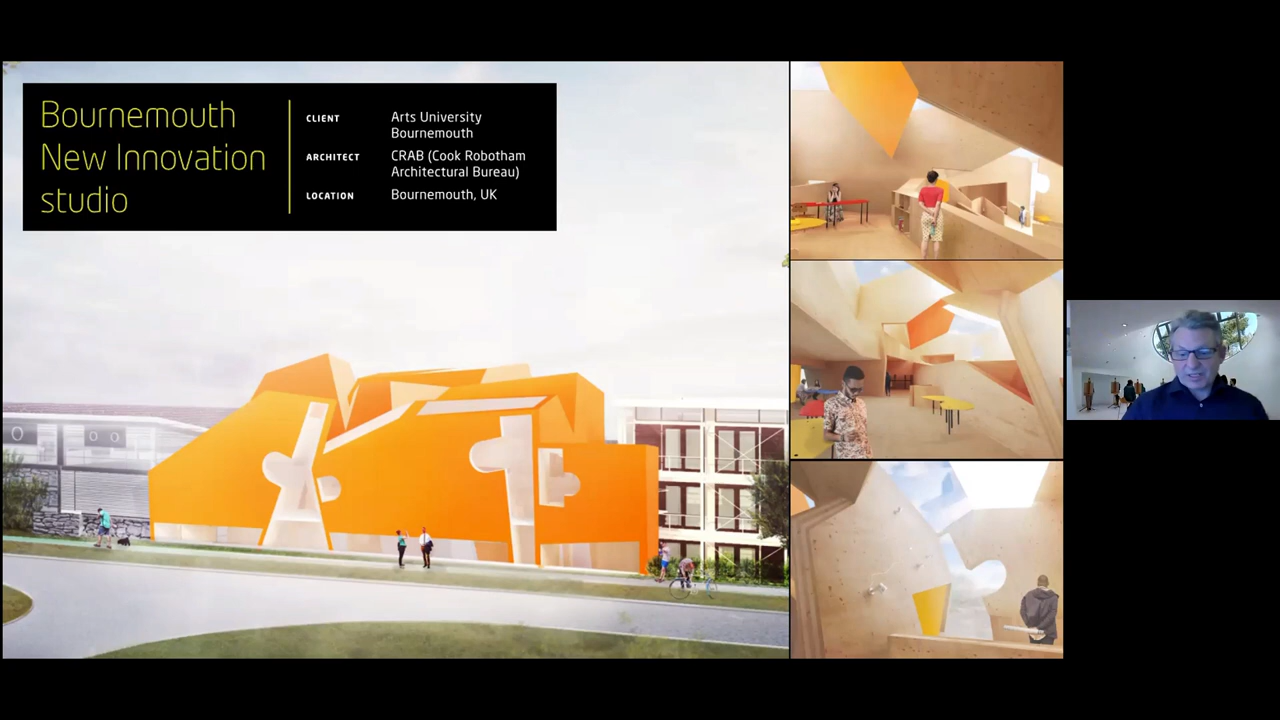 Bournemouth
New Innovation
studio
CLIENT
Arts University
Bournemouth
ARCHITECT
CRAB (Cook Robotham
Architectural Bureau)
LOCATION
Bournemouth, UK